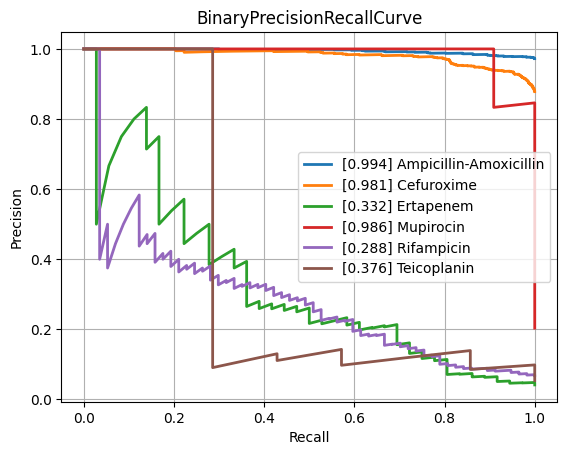 BinaryPrecisionRecallCurve
Precision
1.0
0.8
0.6
0.4
0.2
0.0
[0.994] Ampicillin-Amoxicillin
[0.981] Cefuroxime
[0.332] Ertapenem
[0.986] Mupirocin
[0.288] Rifampicin
[0.376] Teicoplanin
0.0 0.2 0.4 0.6 0.8 1.0
Recall